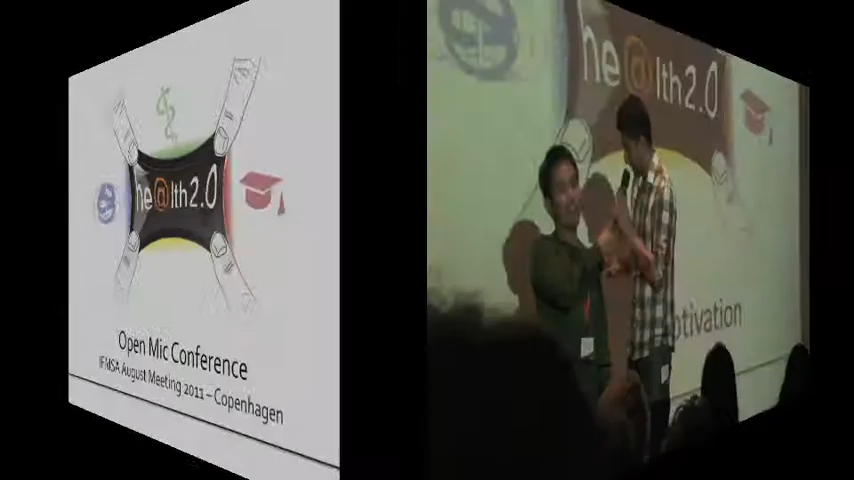 he@lth2.0
Open Mic Conference
IFMSA August Meeting 2011 – Copenhagen
he@lth2.0
otivation